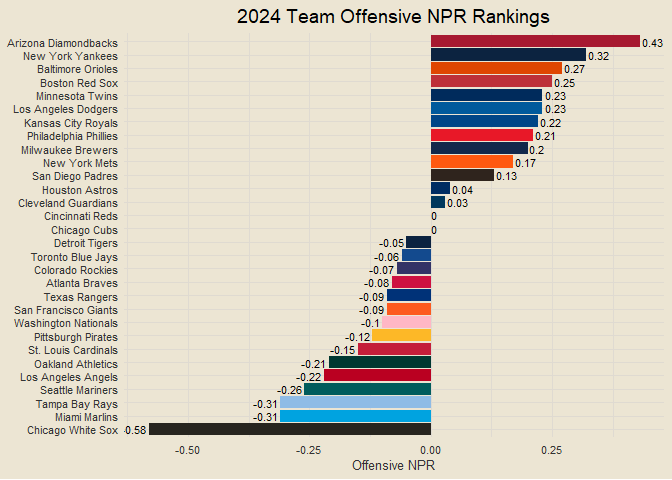 2024 Team Offensive NPR Rankings
Arizona Diamondbacks 0.43
New York Yankees 0.32
Baltimore Orioles 0.27
Boston Red Sox 0.25
Minnesota Twins 0.23
Los Angeles Dodgers 0.23
Kansas City Royals 0.22
Philadelphia Phillies 0.21
Milwaukee Brewers 0.2
New York Mets 0.17
San Diego Padres 0.13
Houston Astros 0.04
Cleveland Guardians 0.03
Cincinnati Reds 0
Chicago Cubs 0
Detroit Tigers -0.05
Toronto Blue Jays -0.06
Colorado Rockies -0.07
Atlanta Braves -0.08
Texas Rangers -0.09
San Francisco Giants -0.09
Washington Nationals -0.1
Pittsburgh Pirates -0.12
St. Louis Cardinals -0.15
Oakland Athletics -0.21
Los Angeles Angels -0.22
Seattle Mariners -0.26
Tampa Bay Rays -0.31
Miami Marlins -0.31
Chicago White Sox -0.58
-0.50 -0.25 0.00 0.25
Offensive NPR